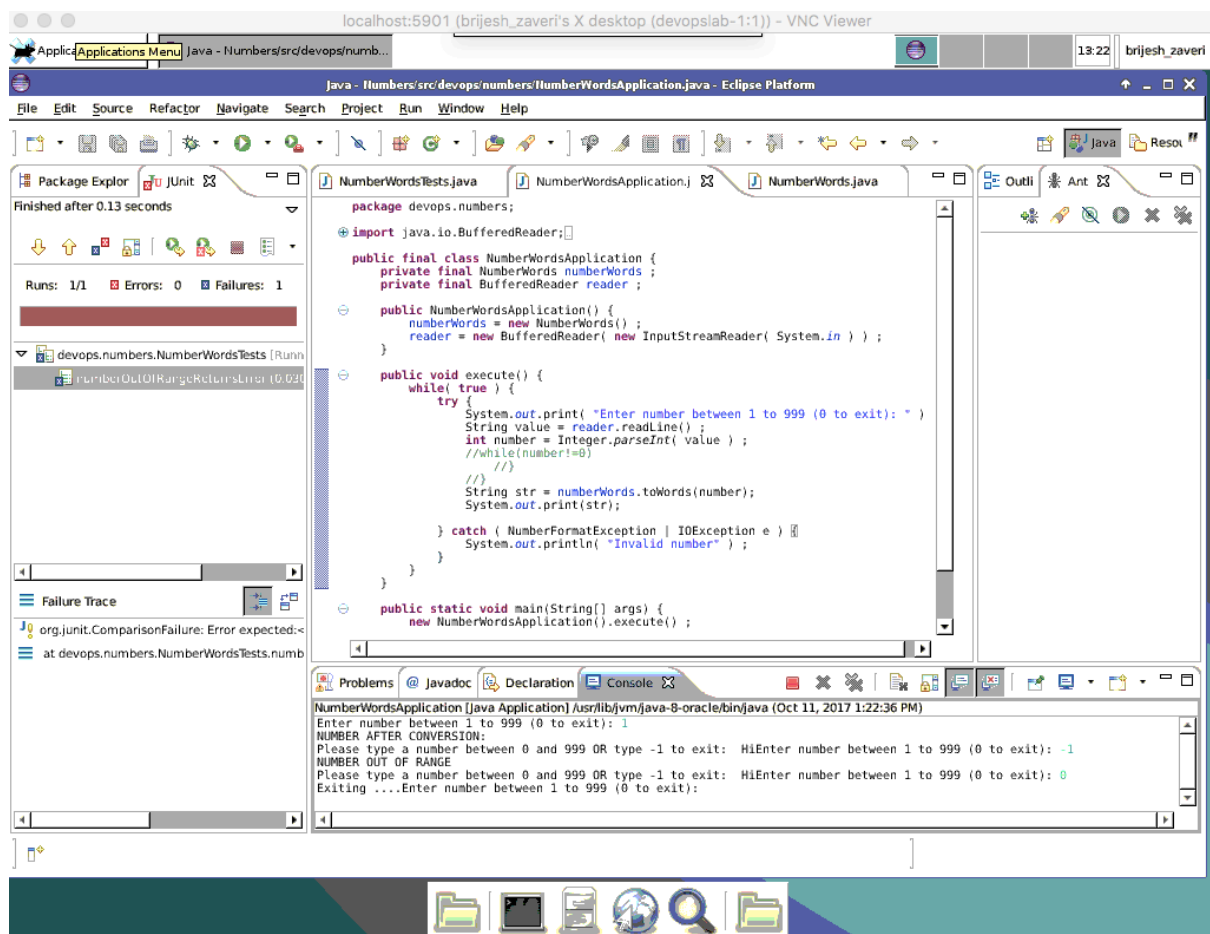 localhost:5901 (brijesh_zaveri's X desktop (devopslab-1:1)) - VNC Viewer
Applica
Applications Menu
Java - Numbers/src/devops/numb...
13:22
brijesh_zaveri
Java - Numbers/src/devops/numbers/NumberWordsApplication.java - Eclipse Platform
File Edit Source Refactor Navigate Search Project Run Window Help
Java
Resou
Package Explor
JUnit
NumberWordsTests.java
NumberWordsApplication.j
NumberWords.java
Outli
Ant
Finished after 0.13 seconds
Runs: 1/1 Errors: 0 Failures: 1
devops.numbers.NumberWordsTests [Runn
numberOutOfRangeReturnsError (0.030
Failure Trace
org.junit.ComparisonFailure: Error expected:<
at devops.numbers.NumberWordsTests.numb
package devops.numbers;
import java.io.BufferedReader;
public final class NumberWordsApplication {
private final NumberWords numberWords ;
private final BufferedReader reader ;
public NumberWordsApplication() {
numberWords = new NumberWords() ;
reader = new BufferedReader( new InputStreamReader( System.in ) ) ;
}
public void execute() {
while( true ) {
try {
System.out.print( "Enter number between 1 to 999 (0 to exit): " )
String value = reader.readLine() ;
int number = Integer.parseInt( value ) ;
//while(number!=0)
//}
//}
String str = numberWords.toWords(number);
System.out.print(str);
} catch ( NumberFormatException | IOException e ) {
System.out.println( "Invalid number" ) ;
}
}
}
public static void main(String[] args) {
new NumberWordsApplication().execute() ;
Problems @ Javadoc Declaration Console
NumberWordsApplication [Java Application] /usr/lib/jvm/java-8-oracle/bin/java (Oct 11, 2017 1:22:36 PM)
Enter number between 1 to 999 (0 to exit): 1
NUMBER AFTER CONVERSION:
Please type a number between 0 and 999 OR type -1 to exit:  HiEnter number between 1 to 999 (0 to exit): -1
NUMBER OUT OF RANGE
Please type a number between 0 and 999 OR type -1 to exit:  HiEnter number between 1 to 999 (0 to exit): 0
Exiting ....Enter number between 1 to 999 (0 to exit):